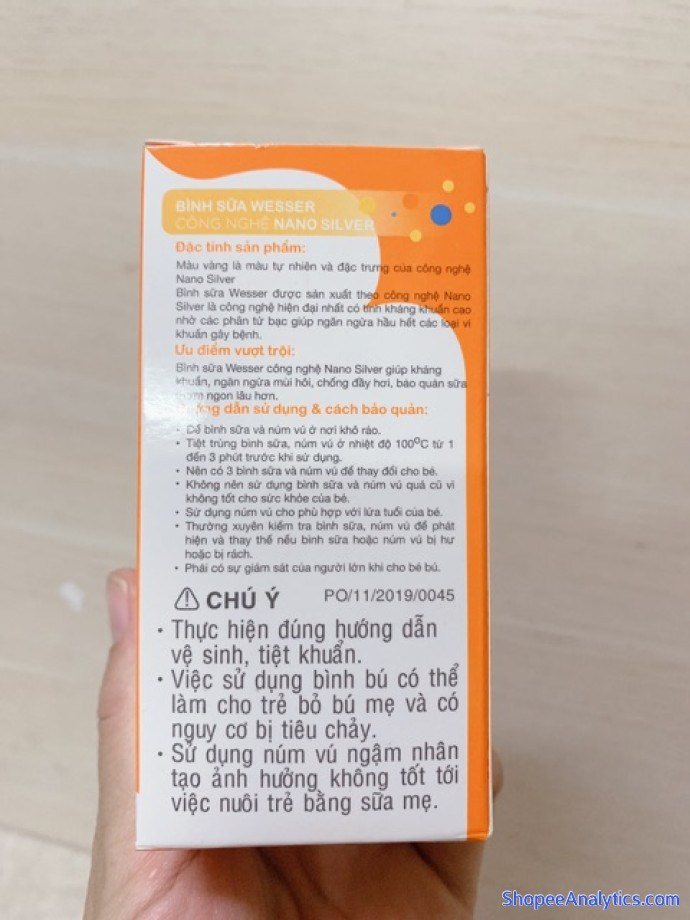 BÌNH SỮA WESSER
CÔNG NGHỆ NANO SILVER
Đặc tính sản phẩm:
Màu vàng là màu tự nhiên và đặc trưng của công nghệ
Nano Silver
Bình sữa Wesser được sản xuất theo công nghệ Nano
Silver là công nghệ hiện đại nhất có tính kháng khuẩn cao
nhờ các phân tử bạc giúp ngăn ngừa hầu hết các loại vi
khuẩn gây bệnh.
Ưu điểm vượt trội:
Bình sữa Wesser công nghệ Nano Silver giúp kháng
khuẩn, ngăn ngừa mùi hôi, chống đầy hơi, bảo quản sữa
thơm ngon lâu hơn.
Hướng dẫn sử dụng & cách bảo quản:
• Để bình sữa và núm vú ở nơi khô ráo.
• Tiệt trùng bình sữa, núm vú ở nhiệt độ 100ºC từ 1
đến 3 phút trước khi sử dụng.
• Nên có 3 bình sữa và núm vú để thay đổi cho bé.
• Không nên sử dụng bình sữa và núm vú quá cũ vì
không tốt cho sức khỏe của bé.
• Sử dụng núm vú cho phù hợp với lứa tuổi của bé.
• Thường xuyên kiểm tra bình sữa, núm vú để phát
hiện và thay thế nếu bình sữa hoặc núm vú bị hư
hoặc bị rách.
• Phải có sự giám sát của người lớn khi cho bé bú.
CHÚ Ý PO/11/2019/0045
• Thực hiện đúng hướng dẫn
vệ sinh, tiệt khuẩn.
• Việc sử dụng bình bú có thể
làm cho trẻ bỏ bú mẹ và có
nguy cơ bị tiêu chảy.
• Sử dụng núm vú ngậm nhân
tạo ảnh hưởng không tốt tới
việc nuôi trẻ bằng sữa mẹ.
ShopeeAnalytics.com